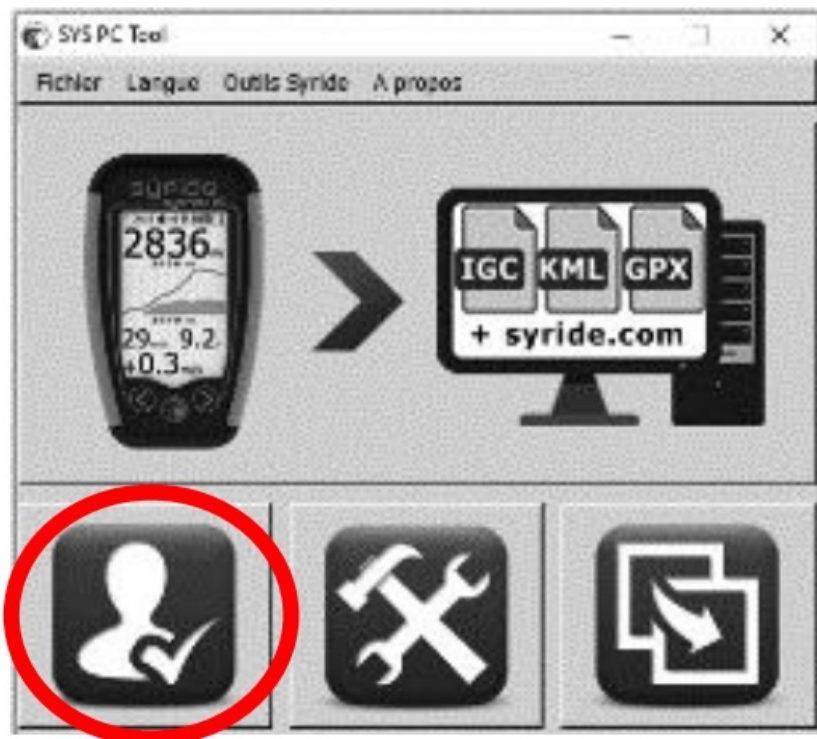 SYS PC Tool
Fichier Langue Outils Syride A propos
2836
29 9.2
+0.3
IGC KML GPX
+ syride.com